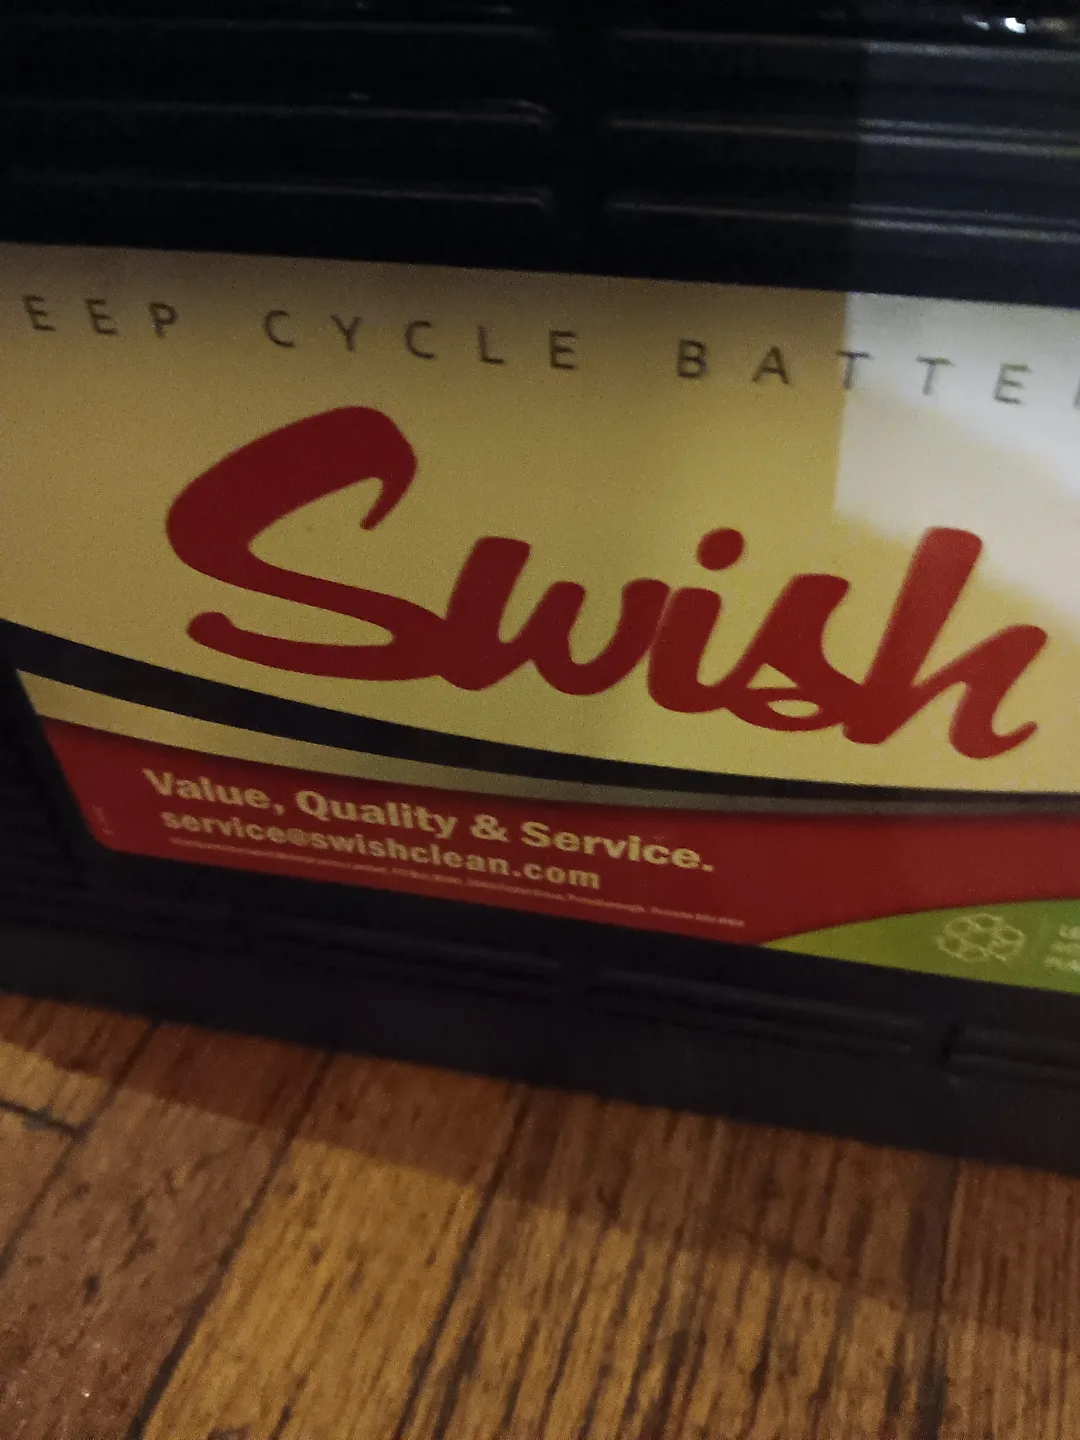 EEP CYCLE BATTE
Swish
Value, Quality & Service.
service@swishclean.com